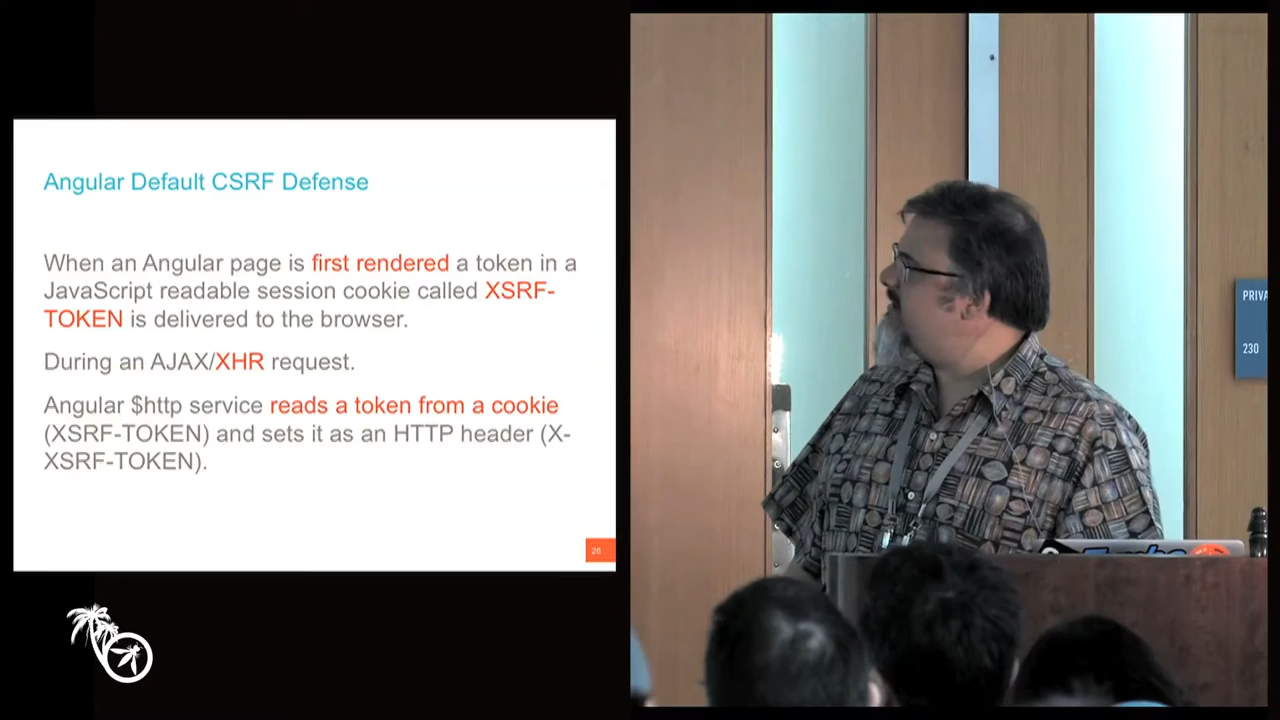 Angular Default CSRF Defense
When an Angular page is first rendered a token in a
JavaScript readable session cookie called XSRF-
TOKEN is delivered to the browser.
During an AJAX/XHR request.
Angular $http service reads a token from a cookie
(XSRF-TOKEN) and sets it as an HTTP header (X-
XSRF-TOKEN).
26
PRIVA
230